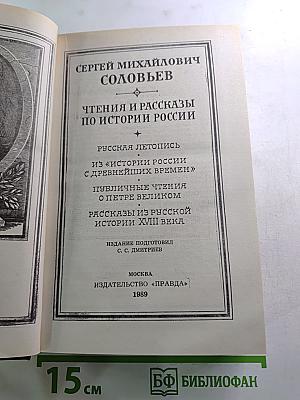 СЕРГЕЙ МИХАЙЛОВИЧ
СОЛОВЬЕВ
ЧТЕНИЯ И РАССКАЗЫ
ПО ИСТОРИИ РОССИИ
РУССКАЯ ЛЕТОПИСЬ
ИЗ «ИСТОРИИ РОССИИ
С ДРЕВНЕЙШИХ ВРЕМЕН»
ПУБЛИЧНЫЕ ЧТЕНИЯ
О ПЕТРЕ ВЕЛИКОМ
РАССКАЗЫ ИЗ РУССКОЙ
ИСТОРИИ XVIII ВЕКА
ИЗДАНИЕ ПОДГОТОВИЛ
С. С. ДМИТРИЕВ
МОСКВА
ИЗДАТЕЛЬСТВО «ПРАВДА»
1989
15 см
БФ БИБЛИОФАН